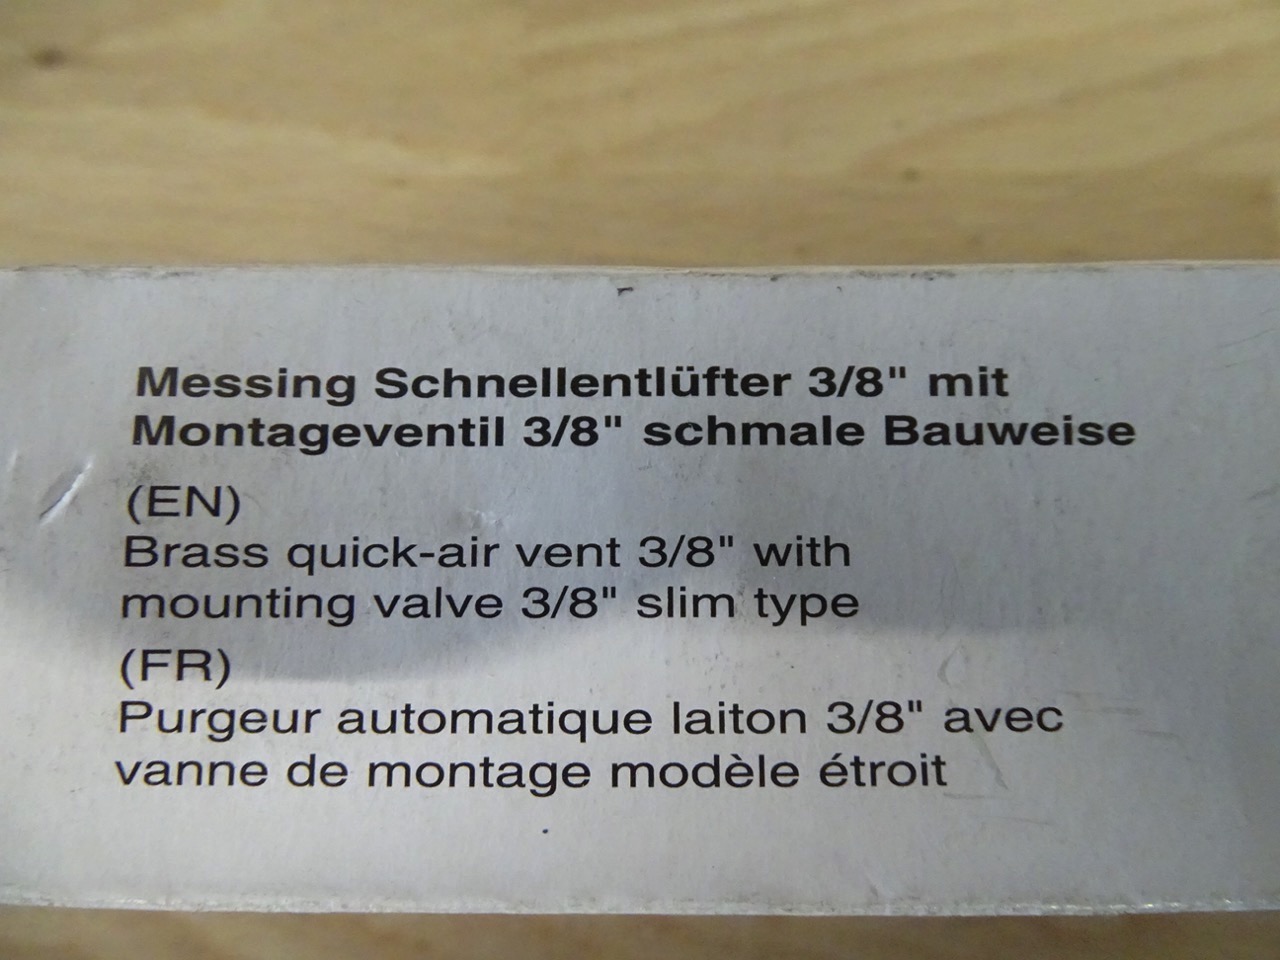 Messing Schnellentlüfter 3/8" mit
Montageventil 3/8" schmale Bauweise
(EN)
Brass quick-air vent 3/8" with
mounting valve 3/8" slim type
(FR)
Purgeur automatique laiton 3/8" avec
vanne de montage modèle étroit